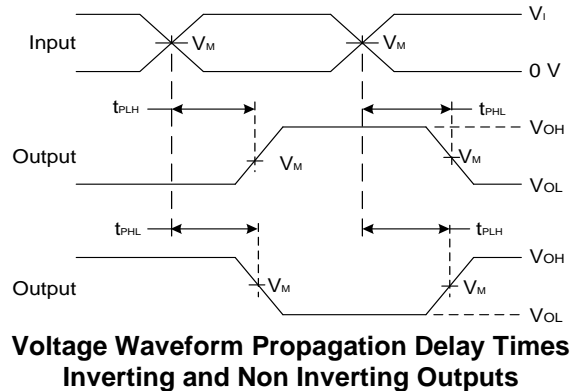 VI
Input
VM
VM
0 V
tPLH
tPHL
VOH
Output
VM
VM
VOL
tPHL
tPLH
VOH
Output
VM
VM
VOL
Voltage Waveform Propagation Delay Times
Inverting and Non Inverting Outputs